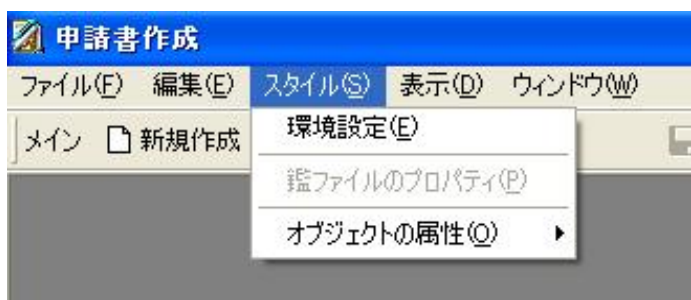 申請書作成
ファイル(F) 編集(E) スタイル(S) 表示(D) ウィンドウ(W)
メイン 新規作成
環境設定(E)
鑑ファイルのプロパティ(P)
オブジェクトの属性(O)